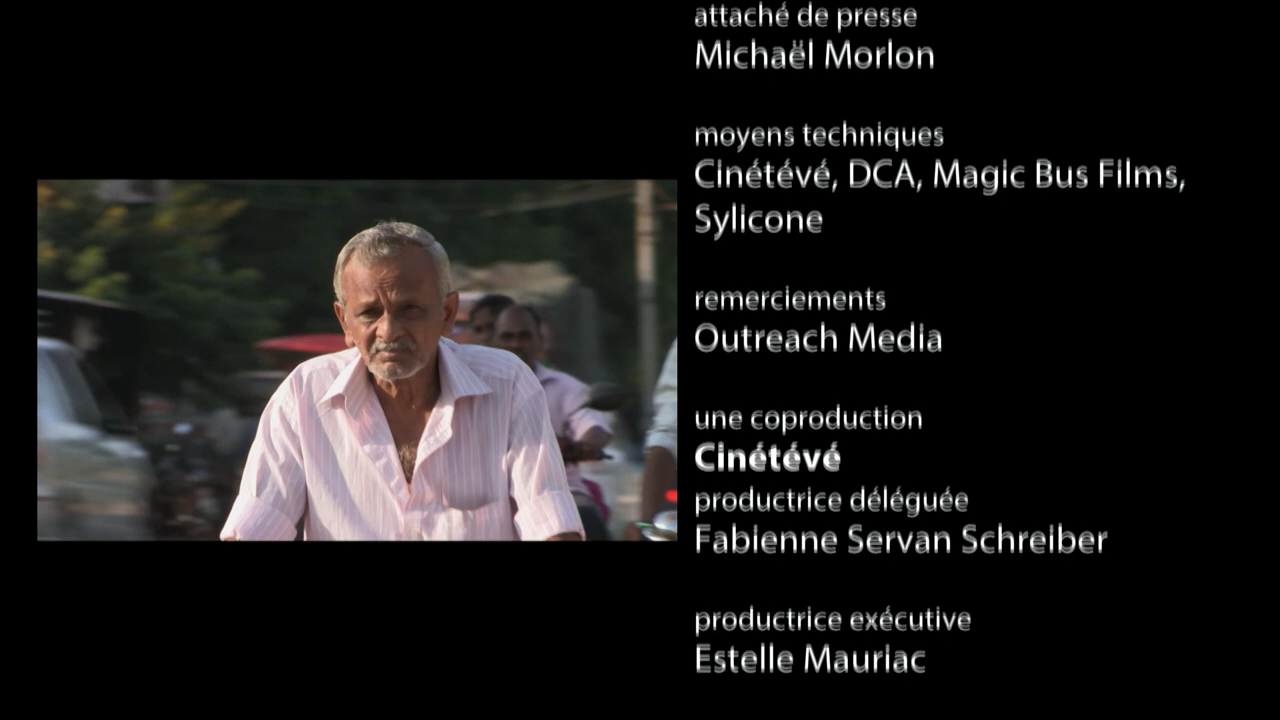 attaché de presse
Michaël Morlon
moyens techniques
Cinétévé, DCA, Magic Bus Films,
Sylicone
remerciements
Outreach Media
une coproduction
Cinétévé
productrice déléguée
Fabienne Servan Schreiber
productrice exécutive
Estelle Mauriac